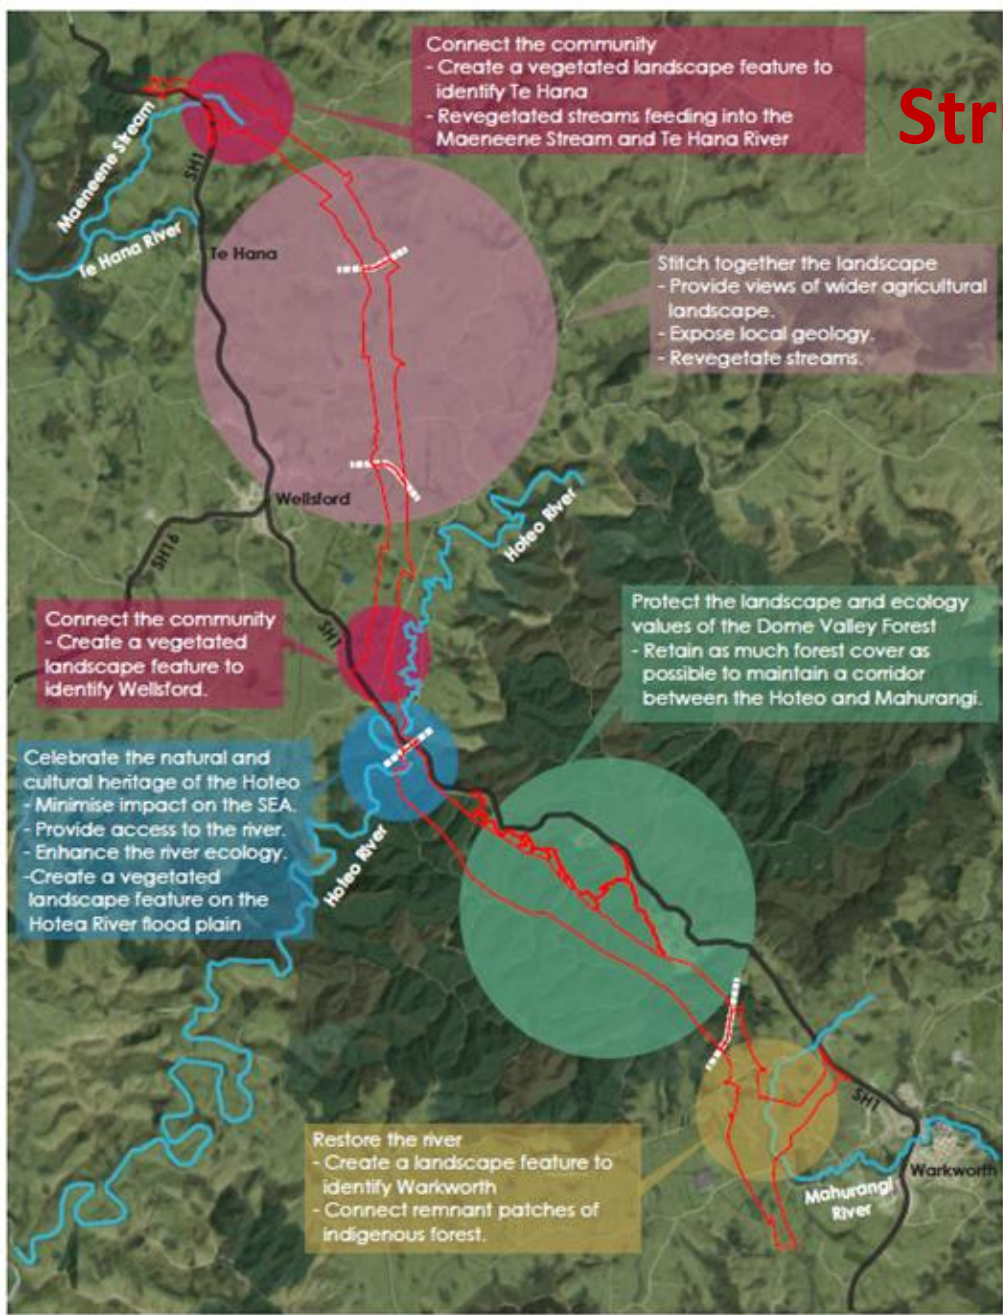 Connect the community
- Create a vegetated landscape feature to
identify Te Hana
- Revegetated streams feeding into the
Maeneene Stream and Te Hana River
Str
Maeneene Stream
SH1
Te Hana River
Te Hana
Stitch together the landscape
- Provide views of wider agricultural
landscape.
- Expose local geology.
- Revegetate streams.
Wellsford
SH16
Hoteo River
SH1
Connect the community
- Create a vegetated
landscape feature to
identify Wellsford.
Protect the landscape and ecology
values of the Dome Valley Forest
- Retain as much forest cover as
possible to maintain a corridor
between the Hoteo and Mahurangi.
Celebrate the natural and
cultural heritage of the Hoteo
- Minimise impact on the SEA.
- Provide access to the river.
- Enhance the river ecology.
-Create a vegetated
landscape feature on the
Hotea River flood plain
Hoteo River
SH1
Restore the river
- Create a landscape feature to
identify Warkworth
- Connect remnant patches of
indigenous forest.
Warkworth
Mahurangi
River